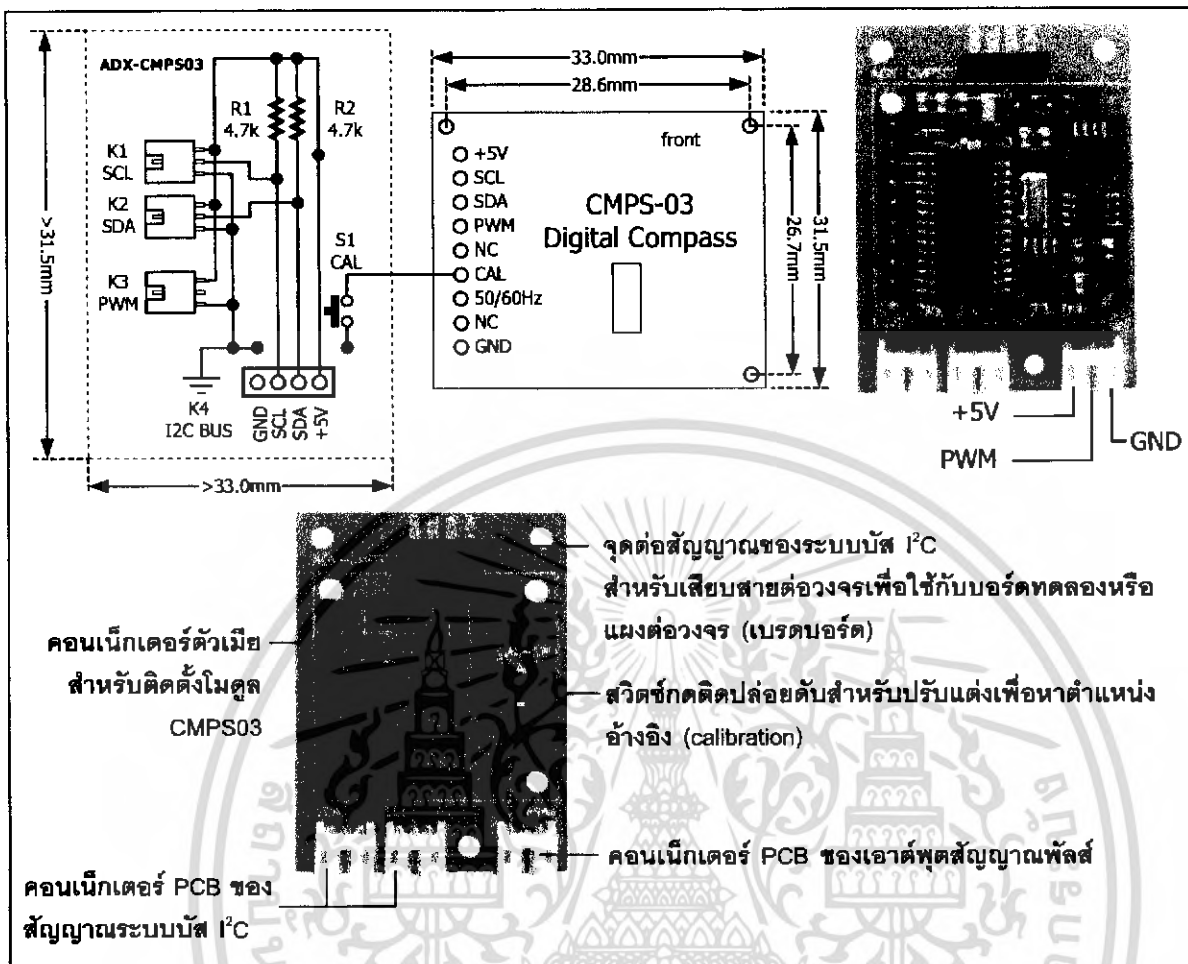 ADX-CMPS03
R1
4.7k
R2
4.7k
K1
SCL
K2
SDA
K3
PWM
S1
CAL
K4
I2C BUS
GND
SCL
SDA
+5V
>31.5mm
>33.0mm
33.0mm
28.6mm
front
+5V
SCL
SDA
PWM
NC
CAL
50/60Hz
NC
GND
CMPS-03
Digital Compass
26.7mm
31.5mm
+5V
PWM
GND
จุดต่อสัญญาณของระบบบัส I²C
สำหรับเสียบสายต่อวงจรเพื่อใช้กับบอร์ดทดลองหรือ
แผงต่อวงจร (เบรดบอร์ด)
คอนเน็กเตอร์ตัวเมีย
สำหรับติดตั้งโมดูล
CMPS03
สวิตช์กดติดปล่อยดับสำหรับปรับแต่งเพื่อหาตำแหน่ง
อ้างอิง (calibration)
คอนเน็กเตอร์ PCB ของเอาต์พุตสัญญาณพัลส์
คอนเน็กเตอร์ PCB ของ
สัญญาณระบบบัส I²C